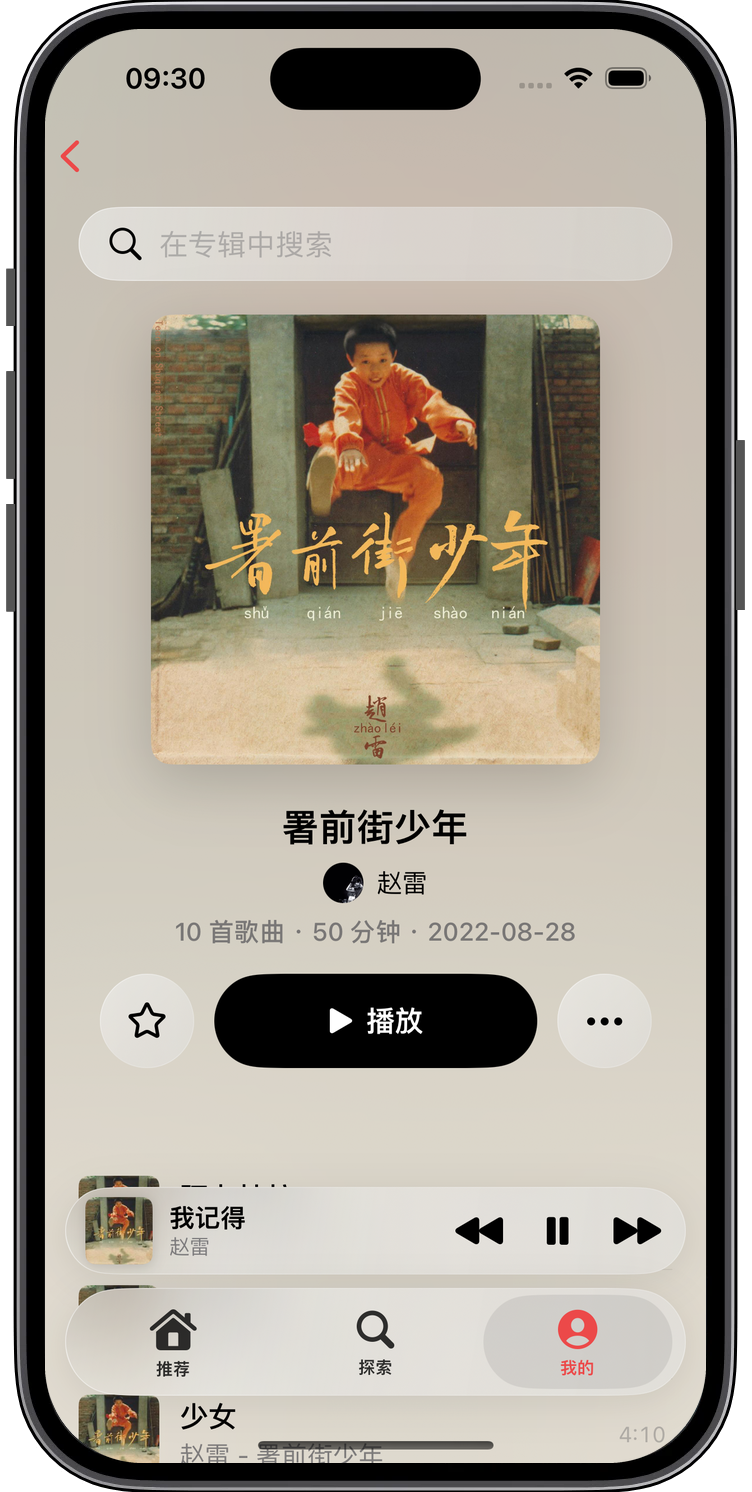 09:30
在专辑中搜索
署前街少年
shǔ qián jiē shào nián
趙
zhào léi
雷
署前街少年
赵雷
10 首歌曲 · 50 分钟 · 2022-08-28
播放
我记得
赵雷
推荐
探索
我的
少女
4:10
赵雷 - 署前街少年